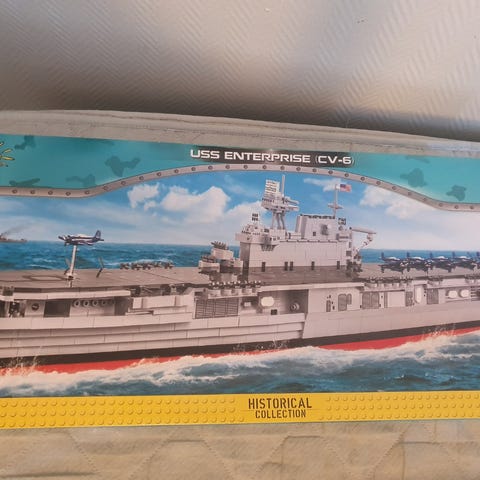 USS ENTERPRISE (CV-6)
HISTORICAL
COLLECTION